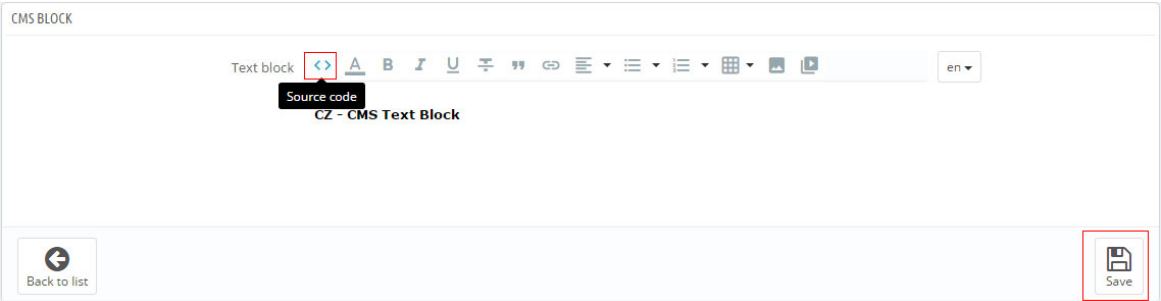 CMS BLOCK
Text block
en
Source code
CZ - CMS Text Block
Back to list
Save